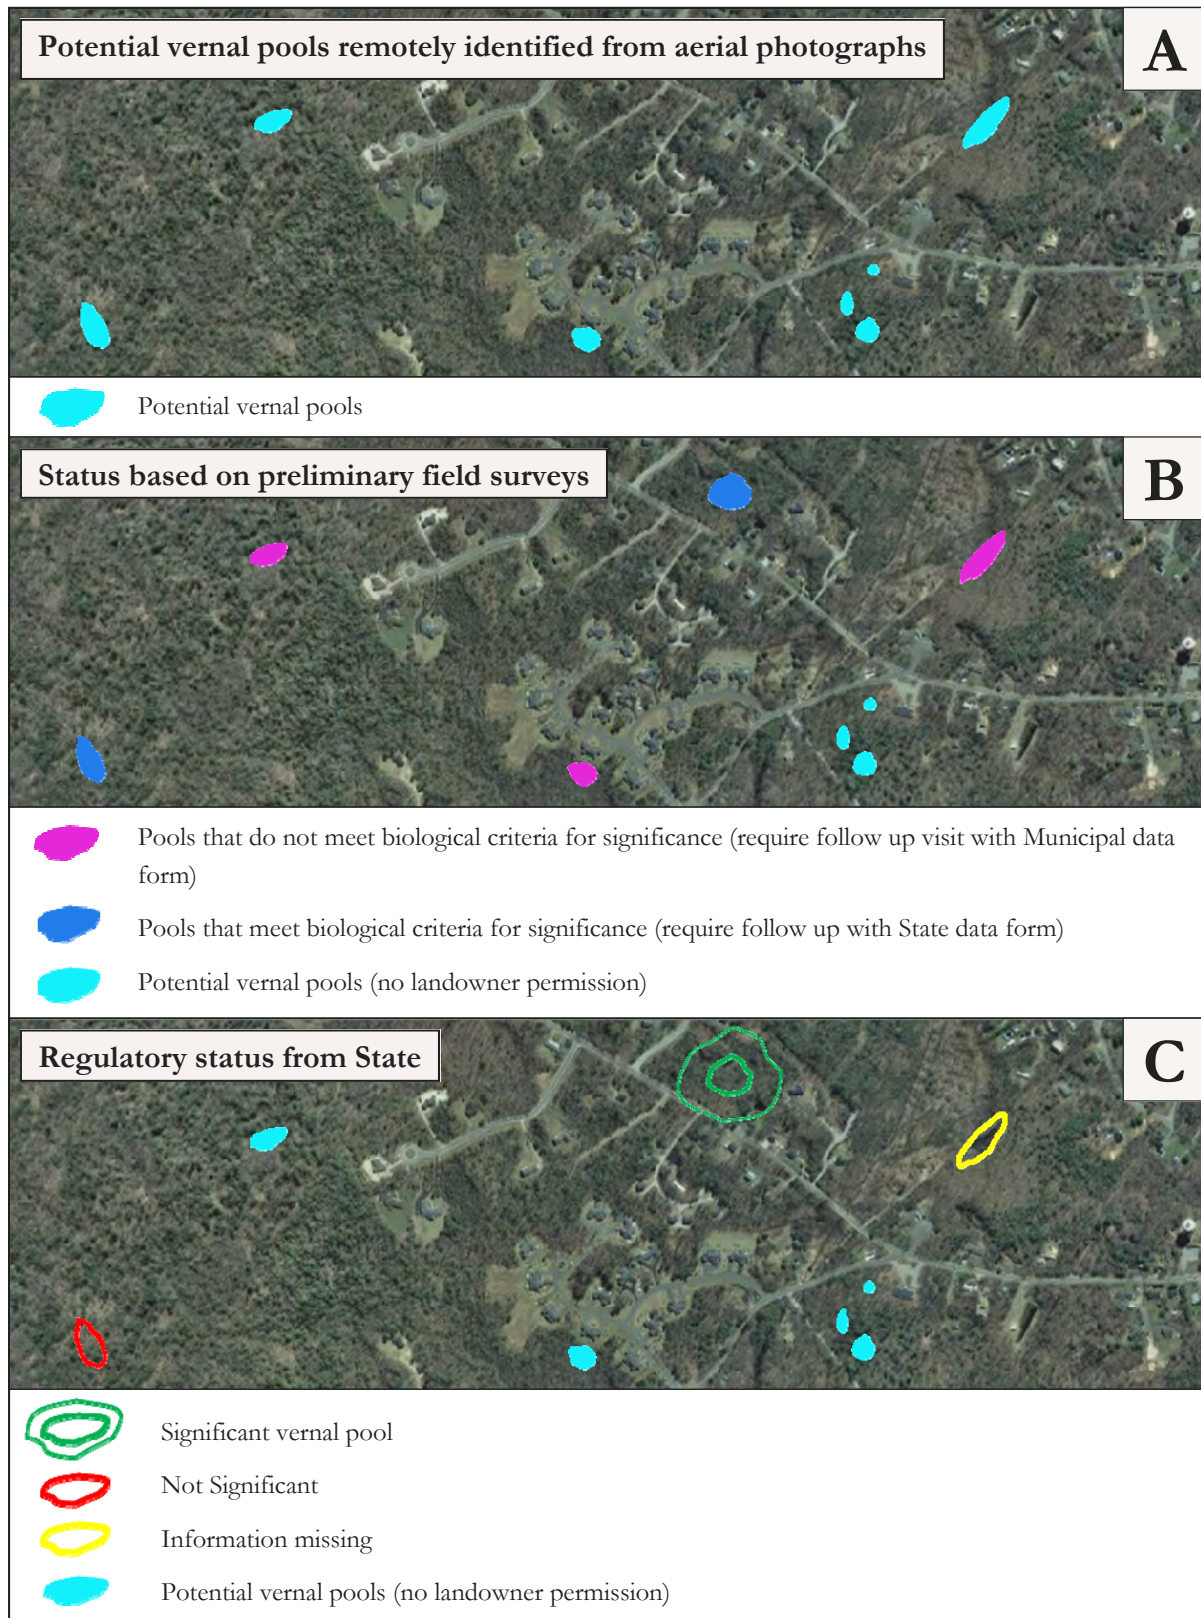 Potential vernal pools remotely identified from aerial photographs
A
Potential vernal pools
Status based on preliminary field surveys
B
Pools that do not meet biological criteria for significance (require follow up visit with Municipal data
form)
Pools that meet biological criteria for significance (require follow up with State data form)
Potential vernal pools (no landowner permission)
Regulatory status from State
C
Significant vernal pool
Not Significant
Information missing
Potential vernal pools (no landowner permission)